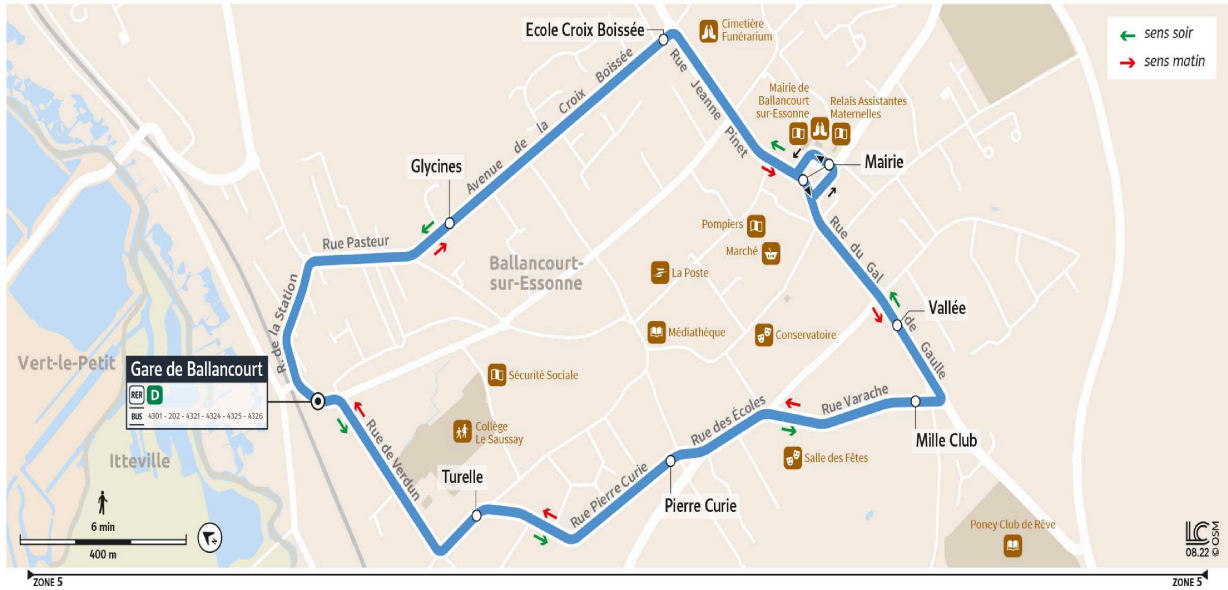 Ecole Croix Boissée
Cimetière
Funérarium
sens soir
sens matin
Avenue de la Croix Boissée
Rue Jeanne Pinet
Mairie de
Ballancourt
sur-Essonne
Relais Assistantes
Maternelles
Mairie
Glycines
Rue Pasteur
Ballancourt-
sur-Essonne
Pompiers
Marché
La Poste
Rue du Gal de Gaulle
Vallée
R. de la Station
Médiathèque
Conservatoire
Vert-le-Petit
Gare de Ballancourt
RER D
BUS 4301 - 202 - 4321 - 4324 - 4325 - 4326
Sécurité Sociale
Rue Varache
Rue des Écoles
Mille Club
Collège
Le Saussay
Rue de Verdun
Salle des Fêtes
Itteville
Turelle
Rue Pierre Curie
Pierre Curie
6 min
400 m
Poney Club de Rêve
LC
08.22 © OSM
ZONE 5
ZONE 5